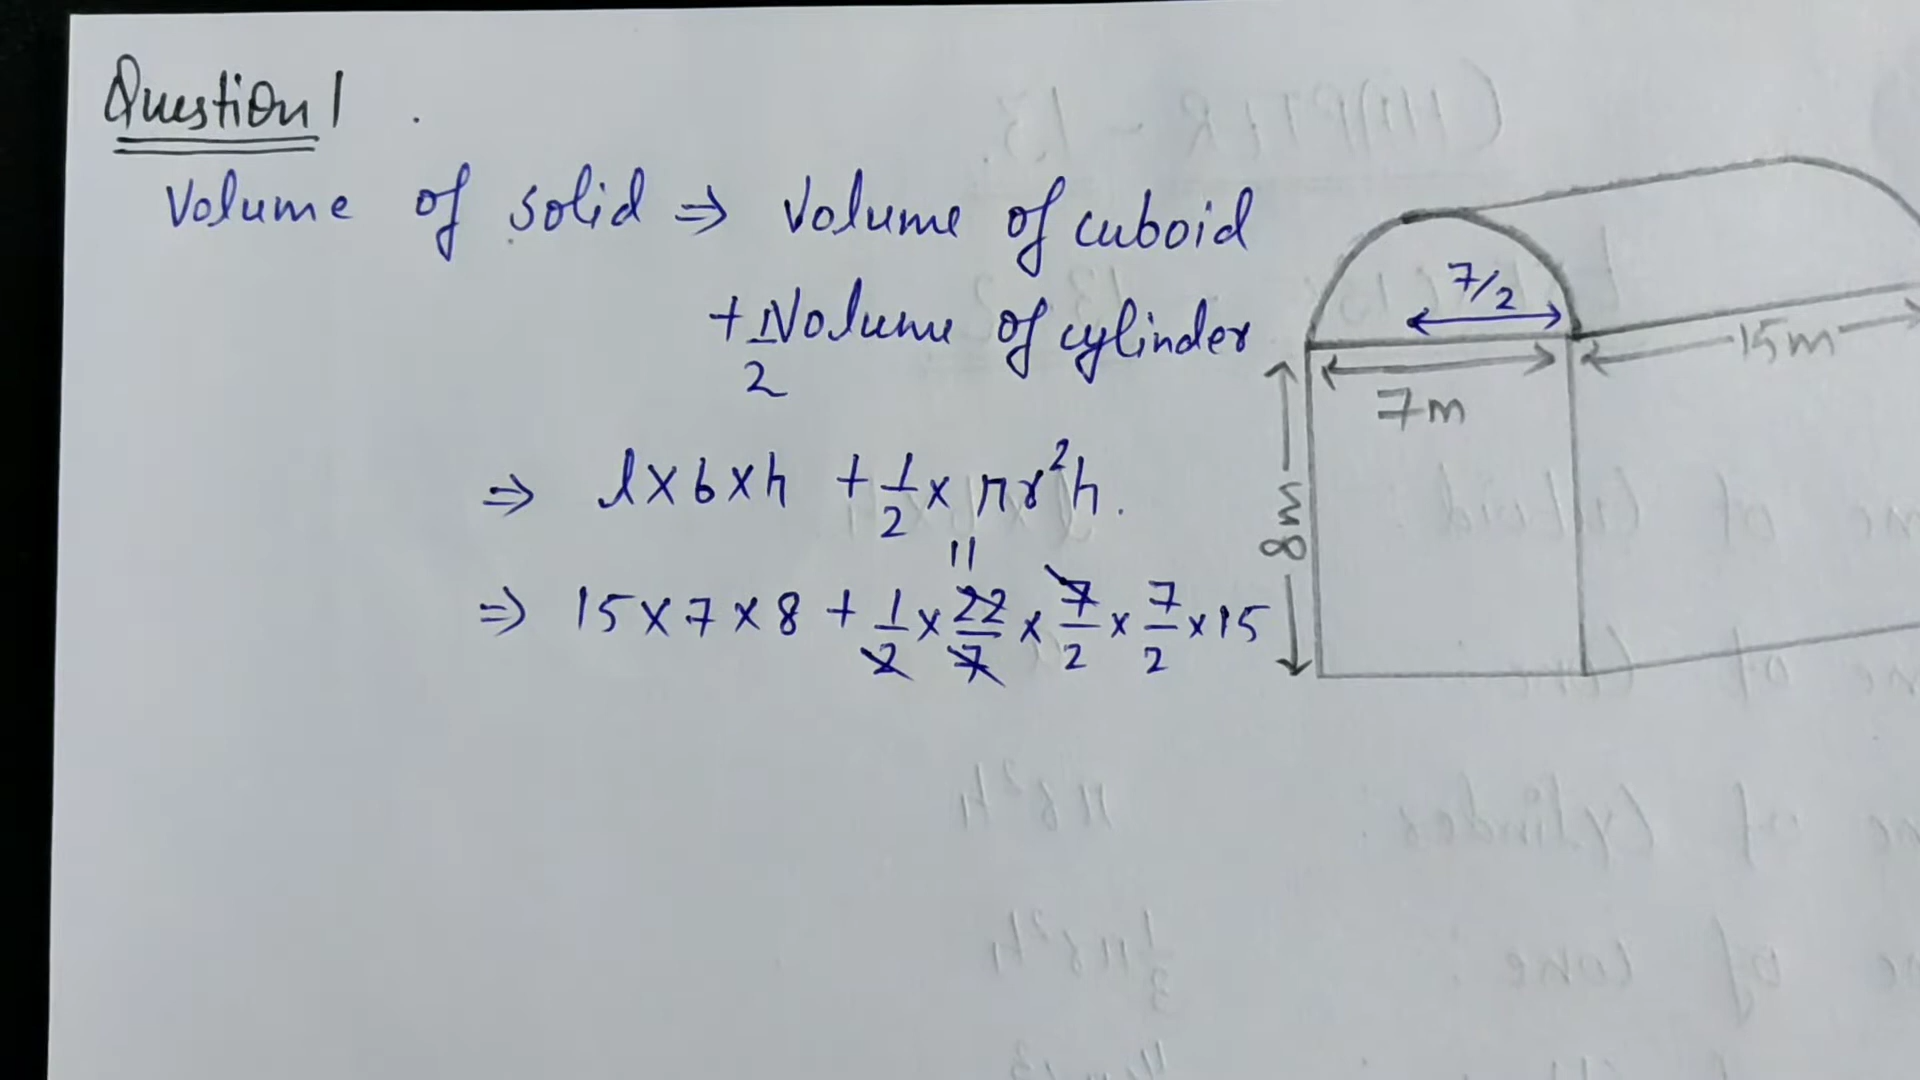 Question 1
Volume of solid ⇒ Volume of cuboid
+ 1/2 Volume of cylinder
⇒ l×b×h + 1/2 × πr²h.
11
⇒ 15×7×8 + 1/2 × 22/7 × 7/2 × 7/2 × 15
7/2
7m
15m
8m